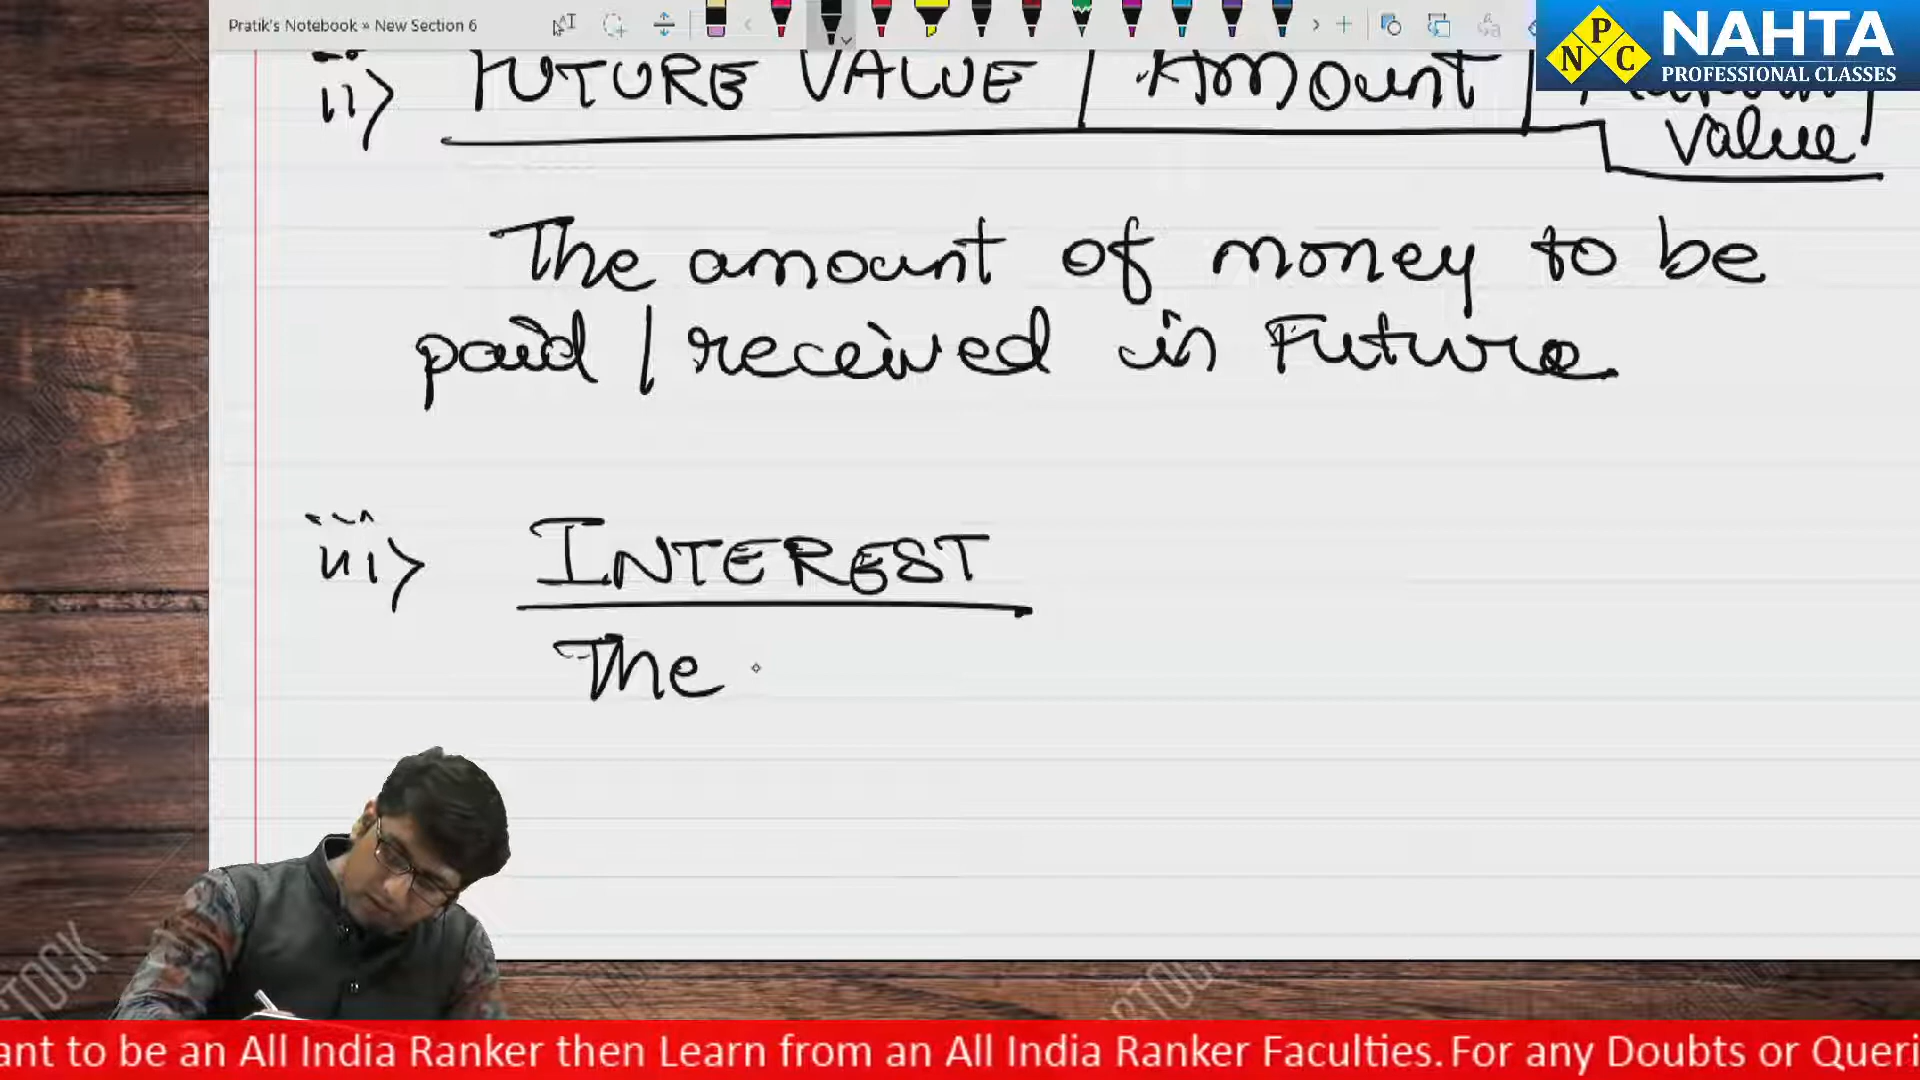 Pratik's Notebook » New Section 6
NPC
NAHTA
PROFESSIONAL CLASSES
ii> FUTURE VALUE | Amount |
Value
The amount of money to be
paid / received in Future
iii> INTEREST
The
STOCK
ant to be an All India Ranker then Learn from an All India Ranker Faculties. For any Doubts or Queri